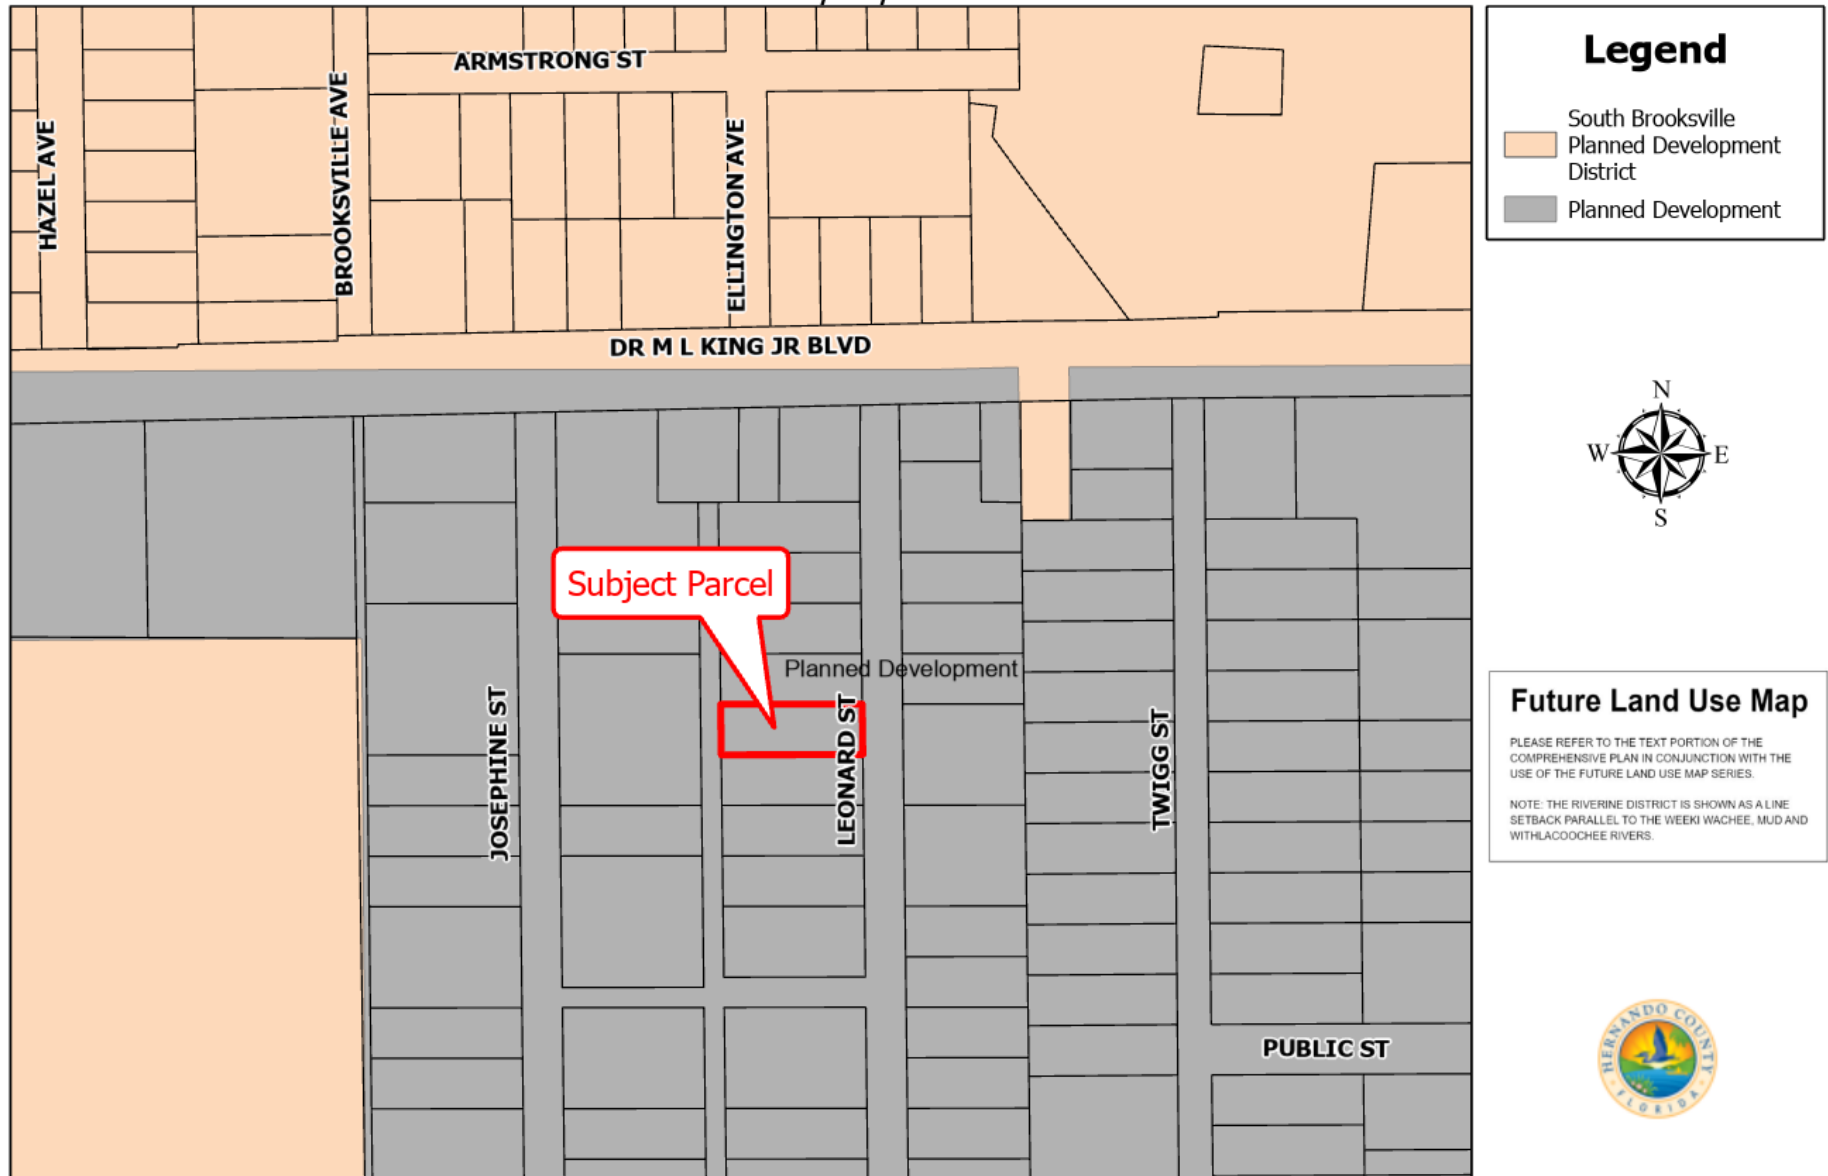 ARMSTRONG ST
HAZEL AVE
BROOKSVILLE AVE
ELLINGTON AVE
DR M L KING JR BLVD
Subject Parcel
Planned Development
JOSEPHINE ST
LEONARD ST
TWIGG ST
PUBLIC ST
Legend
South Brooksville
Planned Development
District
Planned Development
N
W
E
S
Future Land Use Map
PLEASE REFER TO THE TEXT PORTION OF THE
COMPREHENSIVE PLAN IN CONJUNCTION WITH THE
USE OF THE FUTURE LAND USE MAP SERIES.
NOTE: THE RIVERINE DISTRICT IS SHOWN AS A LINE
SETBACK PARALLEL TO THE WEEKI WACHEE, MUD AND
WITHLACOOCHEE RIVERS.
HERNANDO COUNTY
FLORIDA